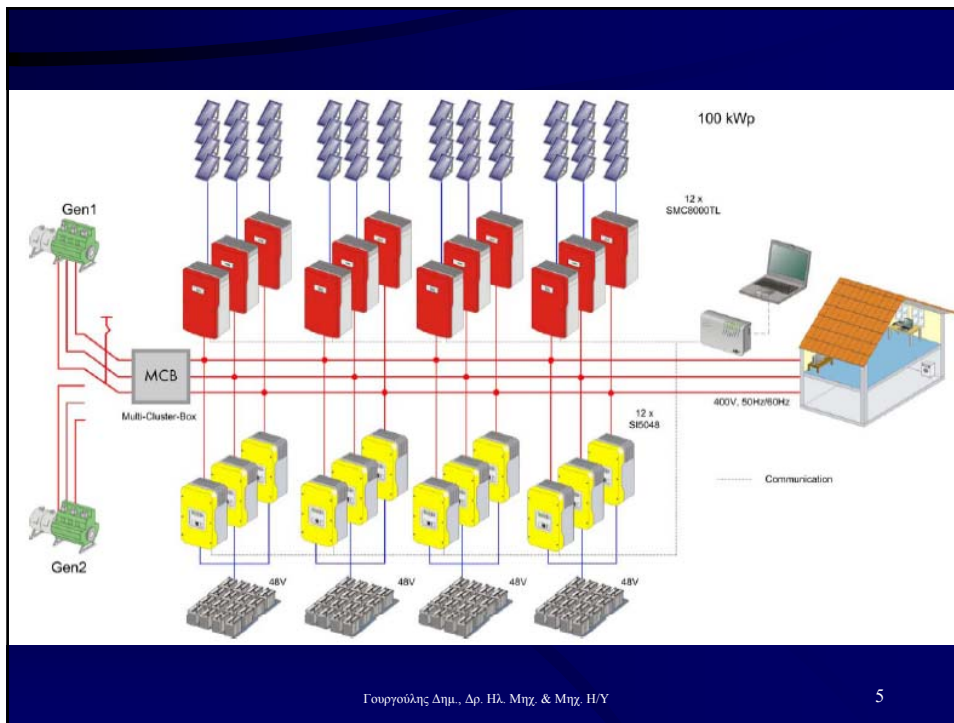 100 kWp
12 x
SMC8000TL
Gen1
MCB
Multi-Cluster-Box
400V, 50Hz/60Hz
12 x
SI5048
Communication
Gen2
48V
48V
48V
48V
Γουργούλης Δημ., Δρ. Ηλ. Μηχ. & Μηχ. Η/Υ
5